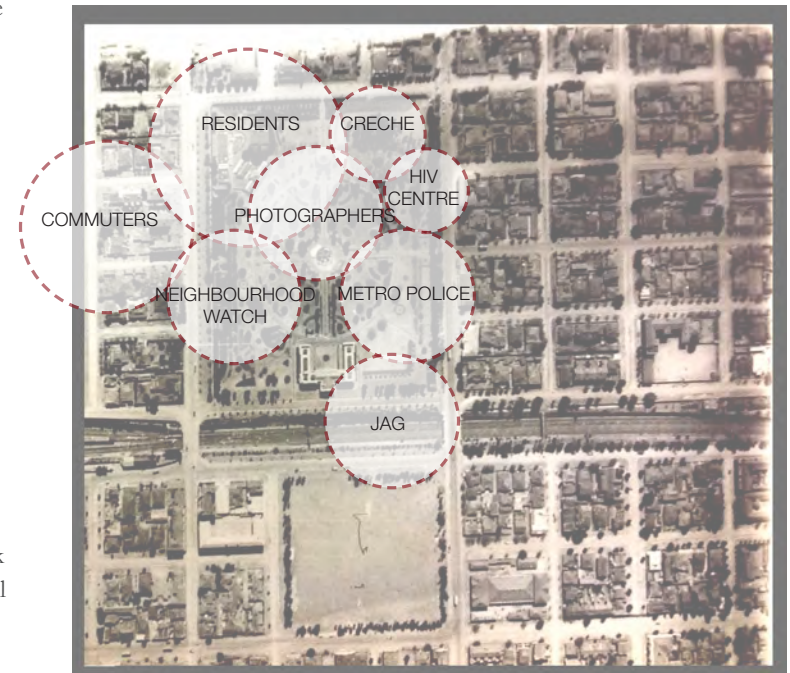 e
RESIDENTS
CRECHE
HIV
CENTRE
COMMUTERS
PHOTOGRAPHERS
NEIGHBOURHOOD
WATCH
METRO POLICE
JAG
k
l